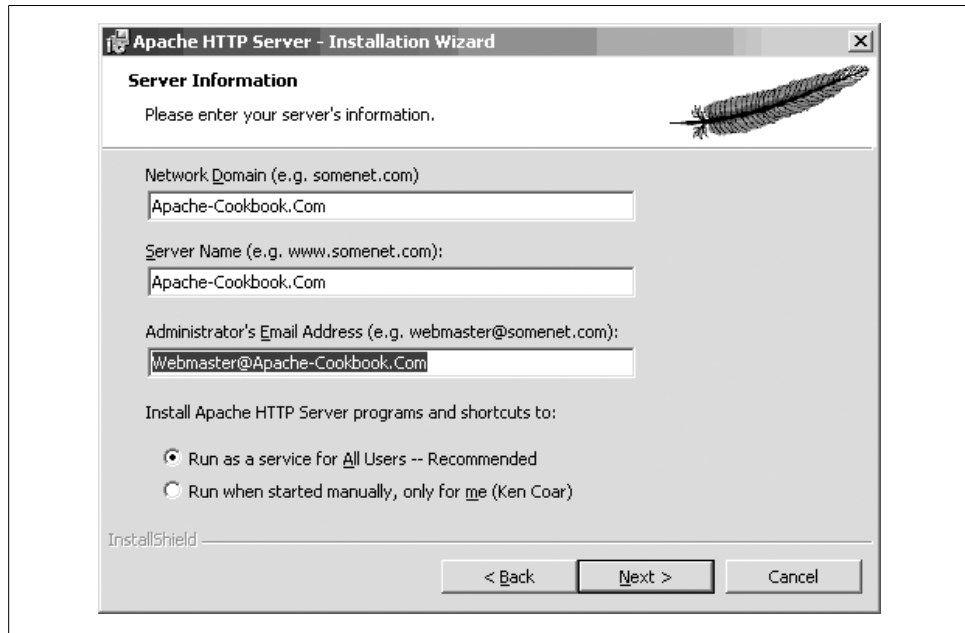 Apache HTTP Server - Installation Wizard
Server Information
Please enter your server's information.
Network Domain (e.g. somenet.com)
Apache-Cookbook.Com
Server Name (e.g. www.somenet.com):
Apache-Cookbook.Com
Administrator's Email Address (e.g. webmaster@somenet.com):
Webmaster@Apache-Cookbook.Com
Install Apache HTTP Server programs and shortcuts to:
Run as a service for All Users -- Recommended
Run when started manually, only for me (Ken Coar)
InstallShield
< Back Next > Cancel